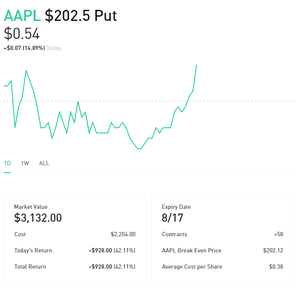 AAPL $202.5 Put
$0.54
+$0.07 (14.89%) Today
1D 1W ALL
Market Value
$3,132.00
Cost $2,204.00
Today's Return +$928.00 (42.11%)
Total Return +$928.00 (42.11%)
Expiry Date
8/17
Contracts +58
AAPL Break Even Price $202.12
Average Cost per Share $0.38